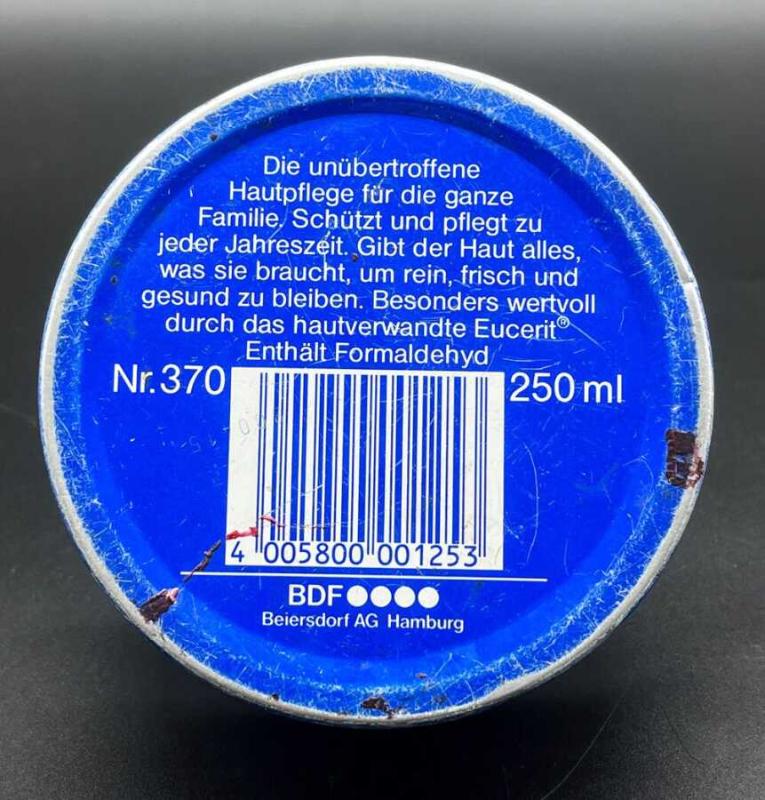 Die unübertroffene
Hautpflege für die ganze
Familie. Schützt und pflegt zu
jeder Jahreszeit. Gibt der Haut alles,
was sie braucht, um rein, frisch und
gesund zu bleiben. Besonders wertvoll
durch das hautverwandte Eucerit®
Enthält Formaldehyd
Nr. 370 250 ml
4 005800 001253
BDF●●●●
Beiersdorf AG Hamburg